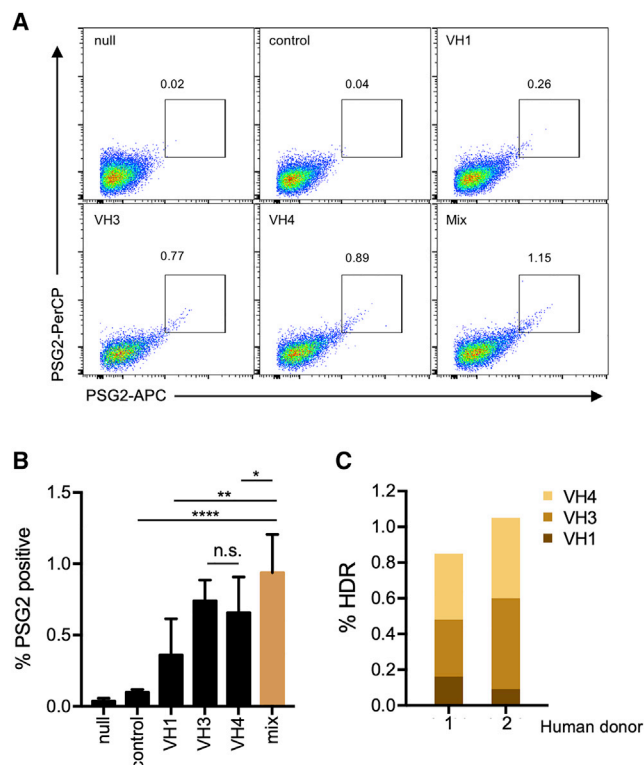 A
null
control
VH1
0.02
0.04
0.26
VH3
VH4
Mix
0.77
0.89
1.15
PSG2-PerCP
PSG2-APC
B
% PSG2 positive
1.5
1.0
0.5
0.0
*
**
****
n.s.
null
control
VH1
VH3
VH4
mix
C
% HDR
1.2
1.0
0.8
0.6
0.4
0.2
0.0
VH4
VH3
VH1
1 2 Human donor